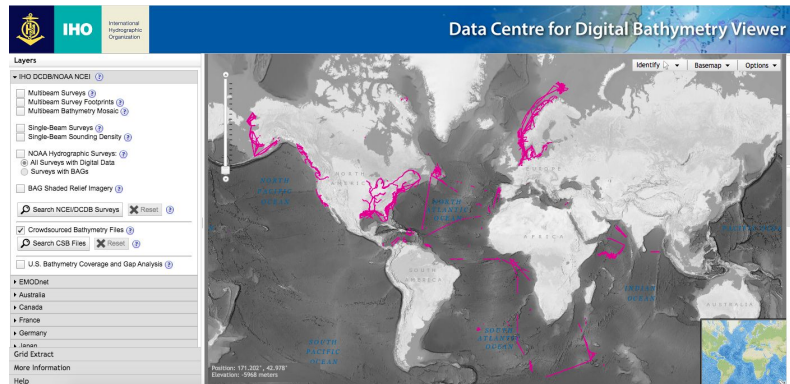 IHO
International
Hydrographic
Organization
Data Centre for Digital Bathymetry Viewer
Layers
IHO DCDB/NOAA NCEI
Multibeam Surveys
Multibeam Survey Footprints
Multibeam Bathymetry Mosaic
Single-Beam Surveys
Single-Beam Sounding Density
NOAA Hydrographic Surveys:
All Surveys with Digital Data
Surveys with BAGs
BAG Shaded Relief Imagery
Search NCEI/DCDB Surveys Reset
Crowdsourced Bathymetry Files
Search CSB Files Reset
U.S. Bathymetry Coverage and Gap Analysis
EMODnet
Australia
Canada
France
Germany
Japan
Grid Extract
More Information
Help
Identify Basemap Options
NORTH
PACIFIC
OCEAN
NORTH
AMERICA
NORTH
ATLANTIC
OCEAN
EUROPE
AFRICA
SOUTH
AMERICA
INDIAN
OCEAN
AUSTRALIA
SOUTH
PACIFIC
OCEAN
SOUTH
ATLANTIC
OCEAN
Position: 171.202°, 42.978°
Elevation: -5968 meters